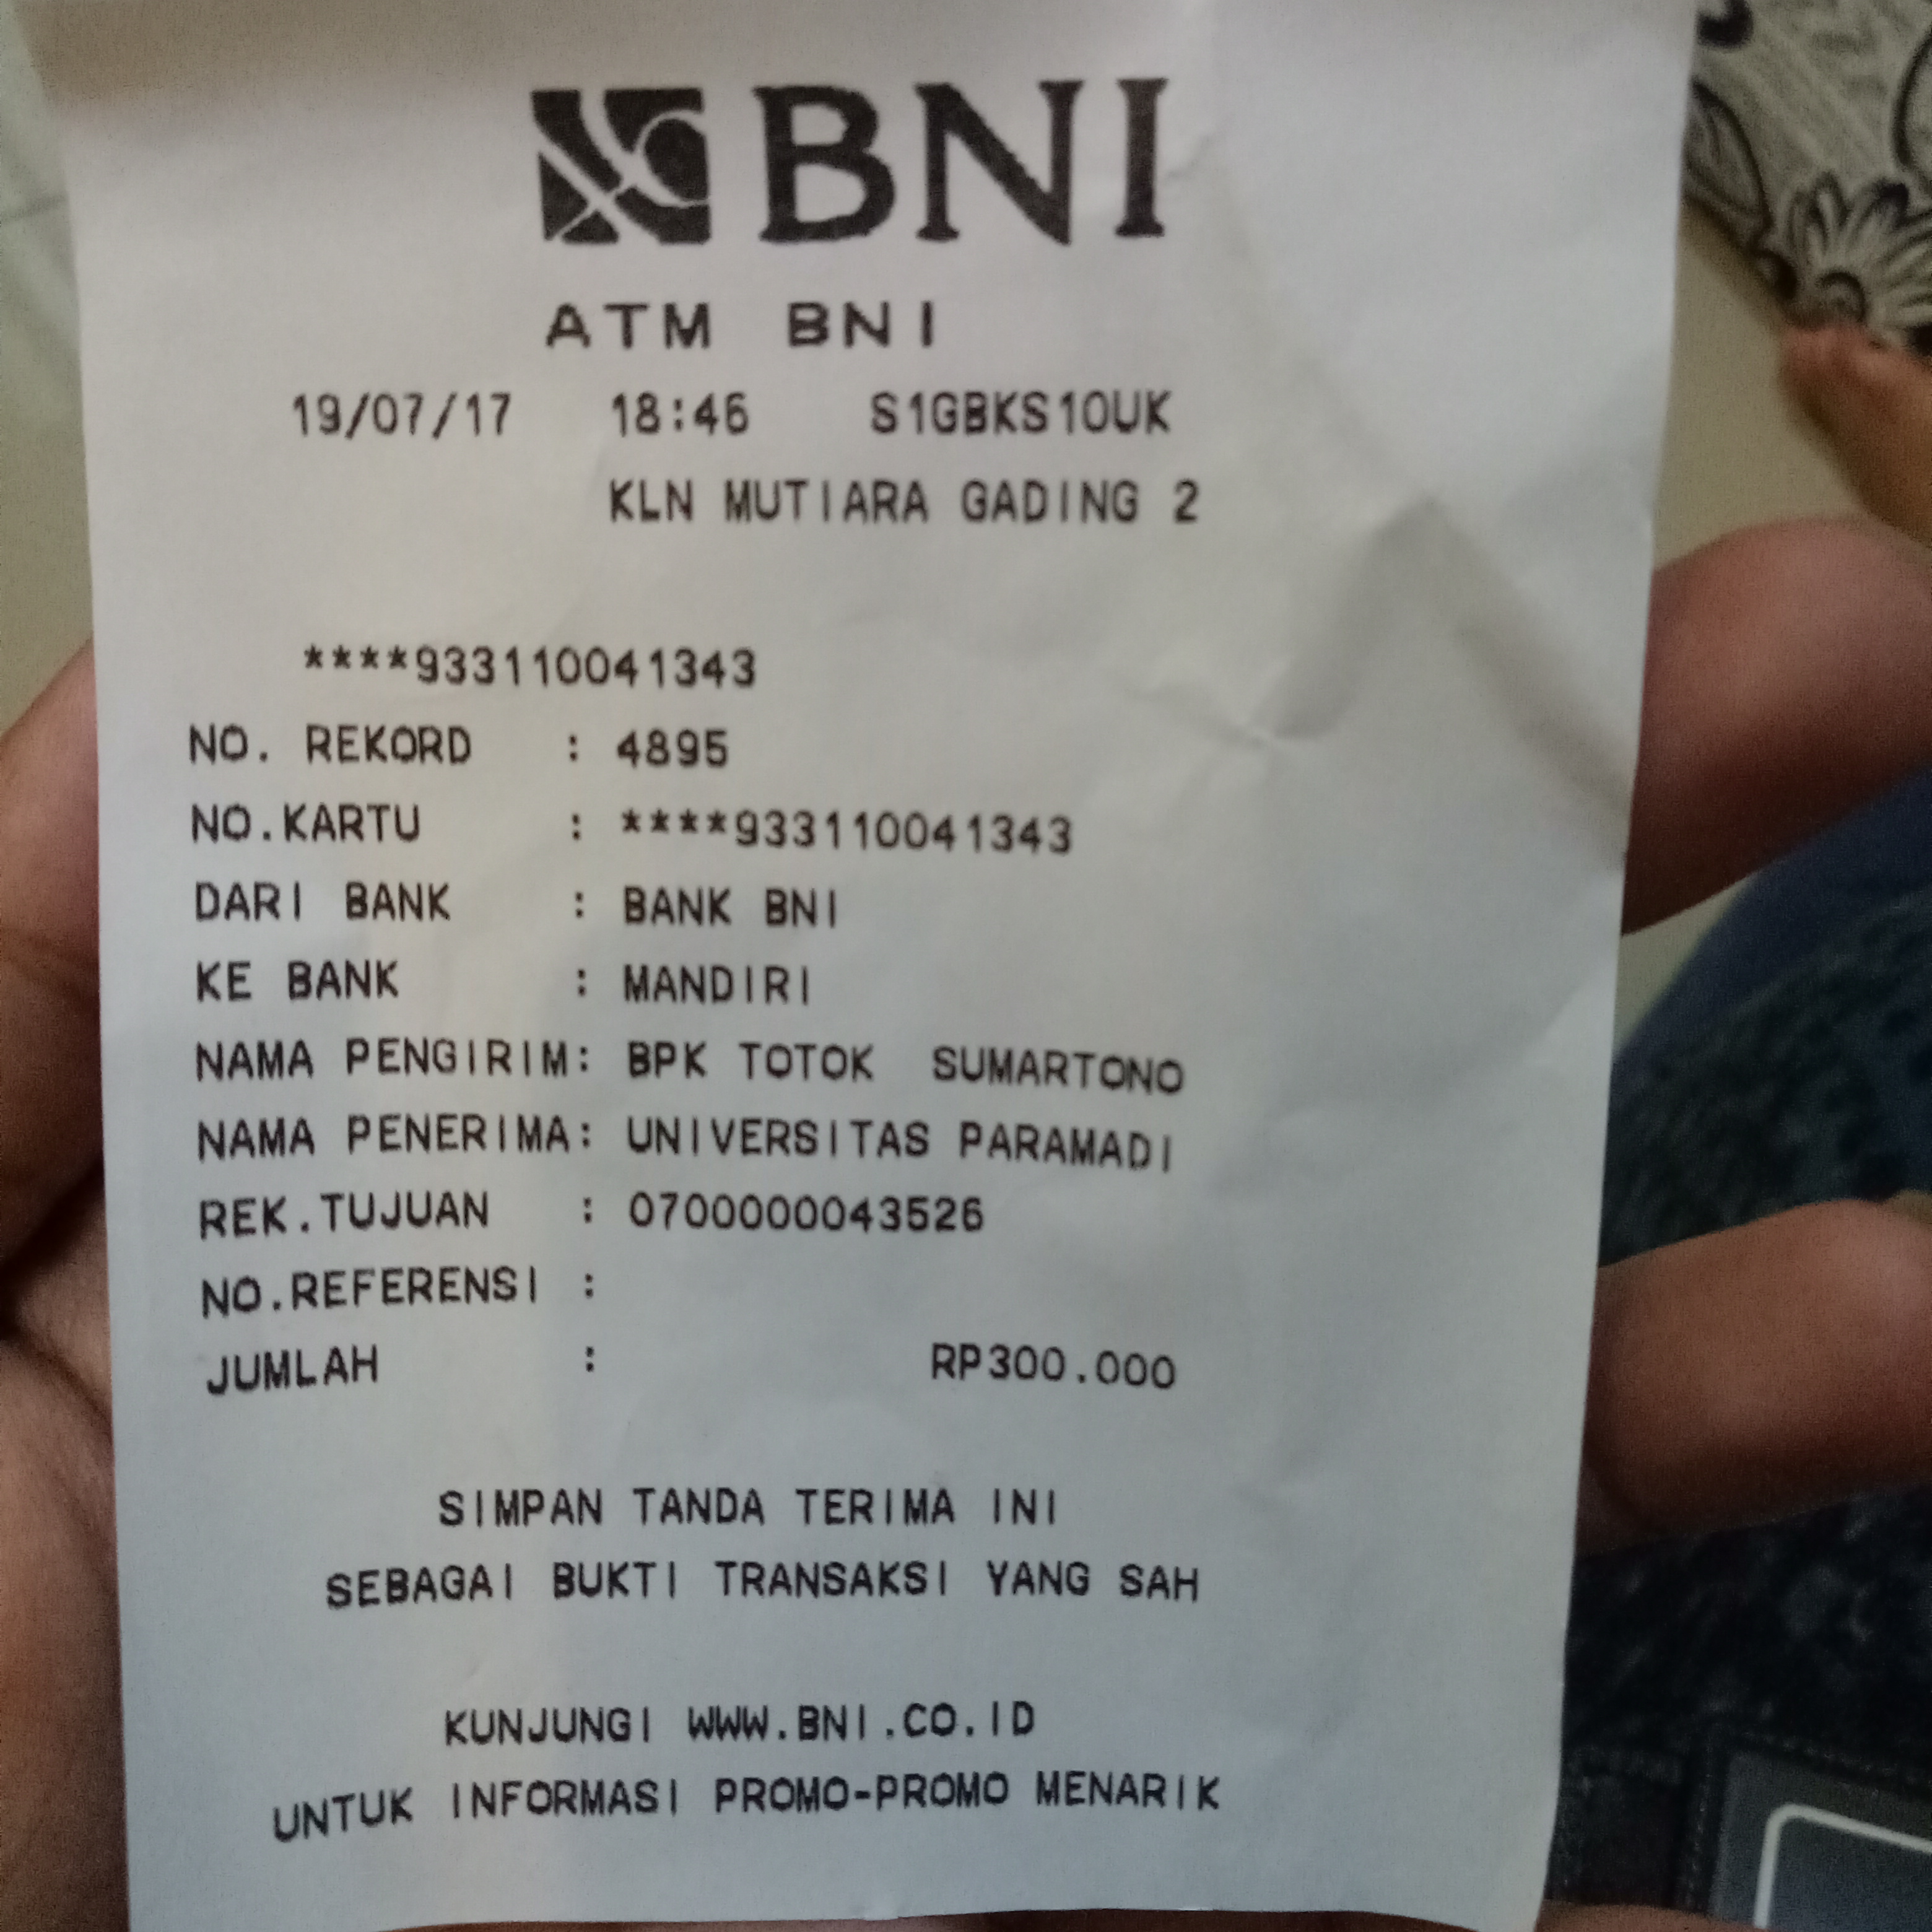 BNI
ATM BNI
19/07/17 18:46 S1GBKS10UK
KLN MUTIARA GADING 2
****933110041343
NO. REKORD : 4895
NO.KARTU : ****933110041343
DARI BANK : BANK BNI
KE BANK : MANDIRI
NAMA PENGIRIM: BPK TOTOK SUMARTONO
NAMA PENERIMA: UNIVERSITAS PARAMADI
REK.TUJUAN : 0700000043526
NO.REFERENSI :
JUMLAH : RP300.000
SIMPAN TANDA TERIMA INI
SEBAGAI BUKTI TRANSAKSI YANG SAH
KUNJUNGI WWW.BNI.CO.ID
UNTUK INFORMASI PROMO-PROMO MENARIK